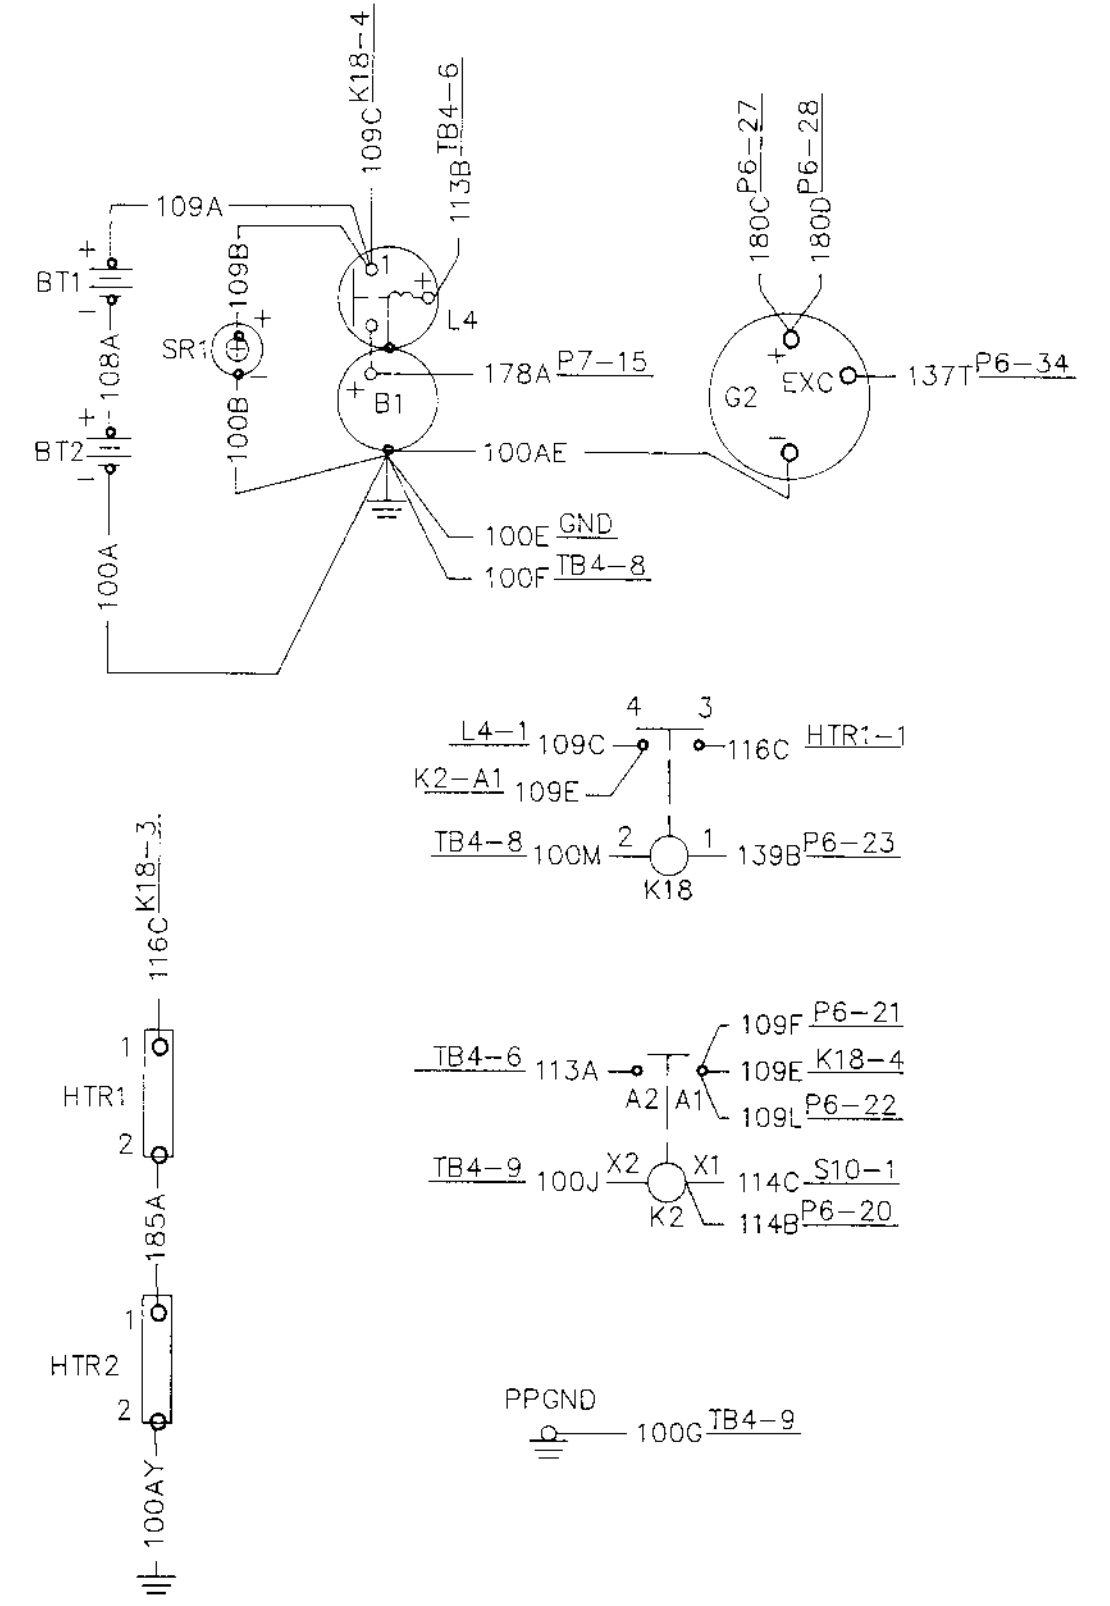 109C K18-4
113B TB4-6
180C P6-27
180D P6-28
109A
109B
+
BT1
-
1
+
L4
SR1
+
-
108A
178A P7-15
+
B1
+
EXC
G2
-
137T P6-34
+
BT2
-
100B
100AE
100A
100E GND
100F TB4-8
4 3
L4-1 109C
116C HTR1-1
K2-A1 109E
TB4-8 100M 2
1 139B P6-23
K18
116C K18-3
1
HTR1
2
185A
1
HTR2
2
100AY
109F P6-21
TB4-6 113A
109E K18-4
A2 A1
109L P6-22
TB4-9 100J X2
X1 114C S10-1
K2
114B P6-20
PPGND
100G TB4-9